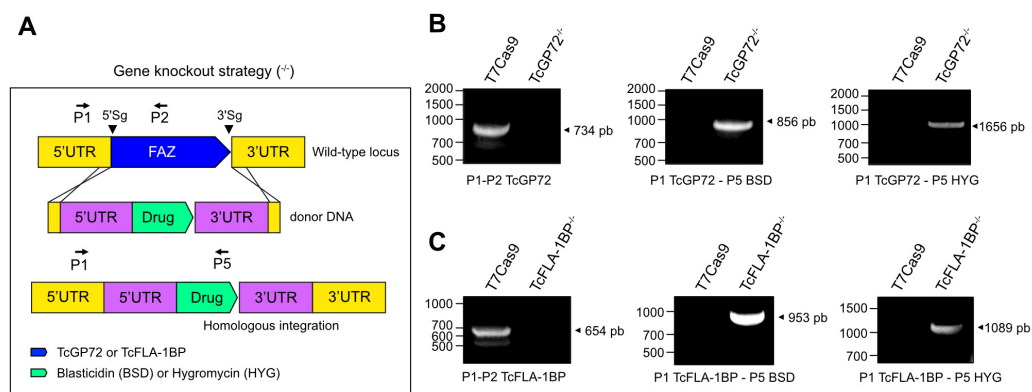 A
Gene knockout strategy (-/-)
P1 P2
5'Sg 3'Sg
5'UTR FAZ 3'UTR Wild-type locus
5'UTR Drug 3'UTR donor DNA
P1 P5
5'UTR 5'UTR Drug 3'UTR 3'UTR
Homologous integration
TcGP72 or TcFLA-1BP
Blasticidin (BSD) or Hygromycin (HYG)
B
T7Cas9 TcGP72-/-
2000
1500
1000
700
500
734 pb
P1-P2 TcGP72
T7Cas9 TcGP72-/-
2000
1500
1000
700
500
856 pb
P1 TcGP72 - P5 BSD
T7Cas9 TcGP72-/-
2000
1500
1000
700
500
1656 pb
P1 TcGP72 - P5 HYG
C
T7Cas9 TcFLA-1BP-/-
1000
700
600
500
654 pb
P1-P2 TcFLA-1BP
T7Cas9 TcFLA-1BP-/-
1000
700
500
953 pb
P1 TcFLA-1BP - P5 BSD
T7Cas9 TcFLA-1BP-/-
1500
1000
700
1089 pb
P1 TcFLA-1BP - P5 HYG